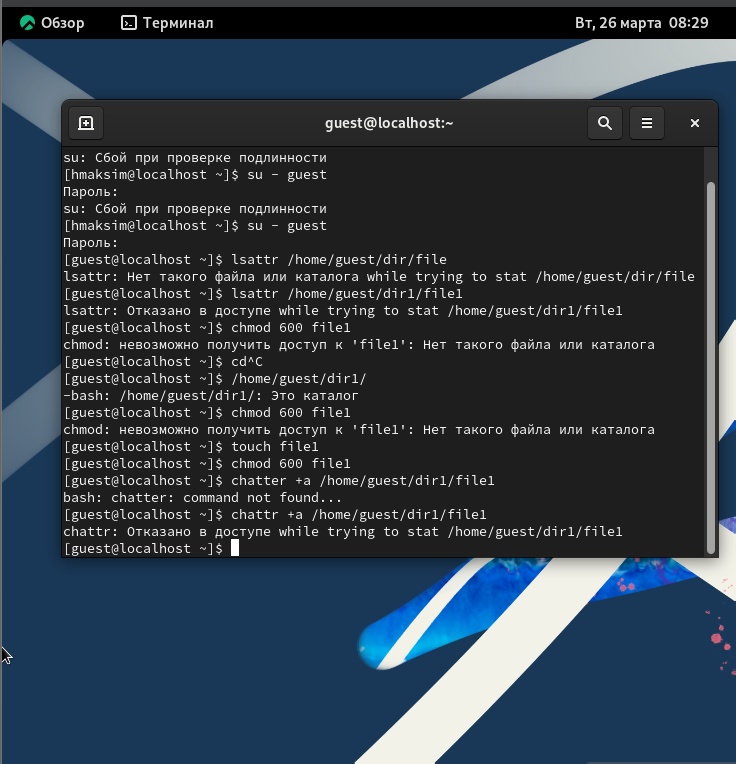 Обзор
Терминал
Вт, 26 марта 08:29
guest@localhost:~
su: Сбой при проверке подлинности
[hmaksim@localhost ~]$ su - guest
Пароль:
su: Сбой при проверке подлинности
[hmaksim@localhost ~]$ su - guest
Пароль:
[guest@localhost ~]$ lsattr /home/guest/dir/file
lsattr: Нет такого файла или каталога while trying to stat /home/guest/dir/file
[guest@localhost ~]$ lsattr /home/guest/dir1/file1
lsattr: Отказано в доступе while trying to stat /home/guest/dir1/file1
[guest@localhost ~]$ chmod 600 file1
chmod: невозможно получить доступ к 'file1': Нет такого файла или каталога
[guest@localhost ~]$ cd^C
[guest@localhost ~]$ /home/guest/dir1/
-bash: /home/guest/dir1/: Это каталог
[guest@localhost ~]$ chmod 600 file1
chmod: невозможно получить доступ к 'file1': Нет такого файла или каталога
[guest@localhost ~]$ touch file1
[guest@localhost ~]$ chmod 600 file1
[guest@localhost ~]$ chatter +a /home/guest/dir1/file1
bash: chatter: command not found...
[guest@localhost ~]$ chattr +a /home/guest/dir1/file1
chattr: Отказано в доступе while trying to stat /home/guest/dir1/file1
[guest@localhost ~]$